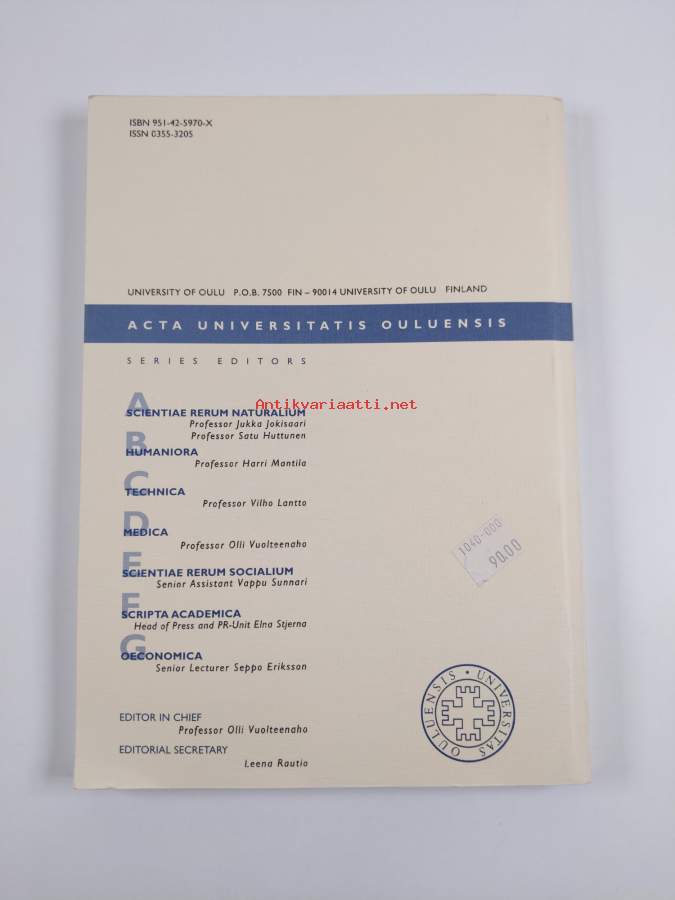 ISBN 951-42-5970-X
ISSN 0355-3205
UNIVERSITY OF OULU P.O.B. 7500 FIN – 90014 UNIVERSITY OF OULU FINLAND
ACTA UNIVERSITATIS OULUENSIS
SERIES EDITORS
Antikvariaatti.net
A
SCIENTIAE RERUM NATURALIUM
Professor Jukka Jokisaari
Professor Satu Huttunen
B
HUMANIORA
Professor Harri Mantila
C
TECHNICA
Professor Vilho Lantto
D
MEDICA
Professor Olli Vuolteenaho
E
SCIENTIAE RERUM SOCIALIUM
Senior Assistant Vappu Sunnari
F
SCRIPTA ACADEMICA
Head of Press and PR-Unit Elna Stjerna
G
OECONOMICA
Senior Lecturer Seppo Eriksson
EDITOR IN CHIEF
Professor Olli Vuolteenaho
EDITORIAL SECRETARY
Leena Rautio
1040-000
90.00
UNIVERSITAS • OULUENSIS •